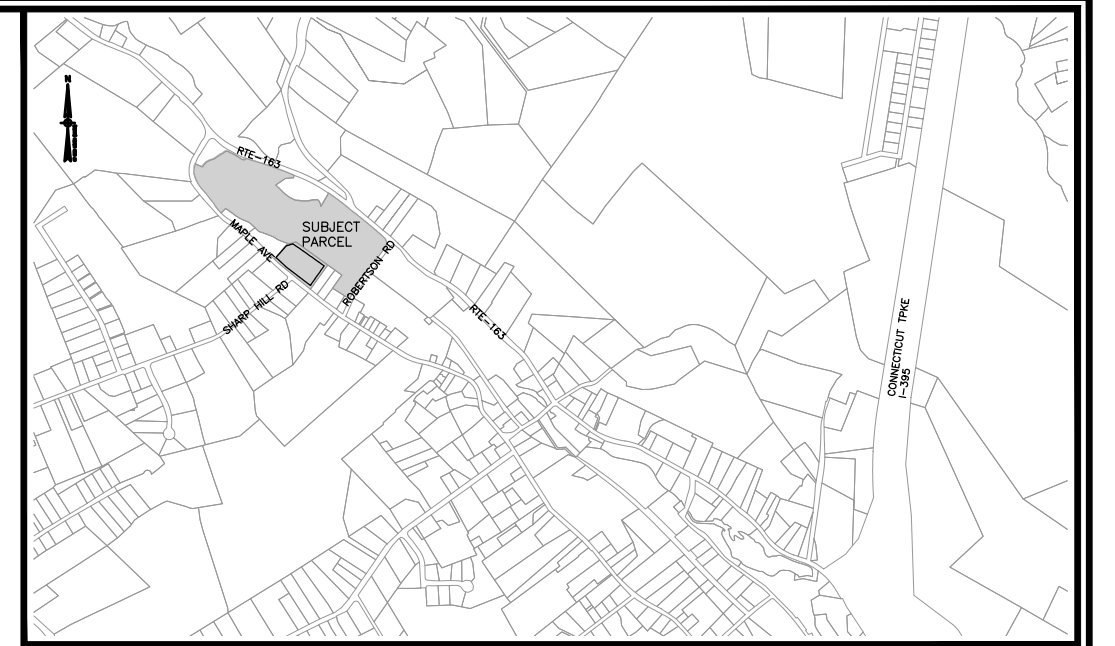 N
RTE-163
SUBJECT
PARCEL
MAPLE AVE
ROBERTSON RD
SHARP HILL RD
RTE-163
CONNECTICUT TPKE
I-395